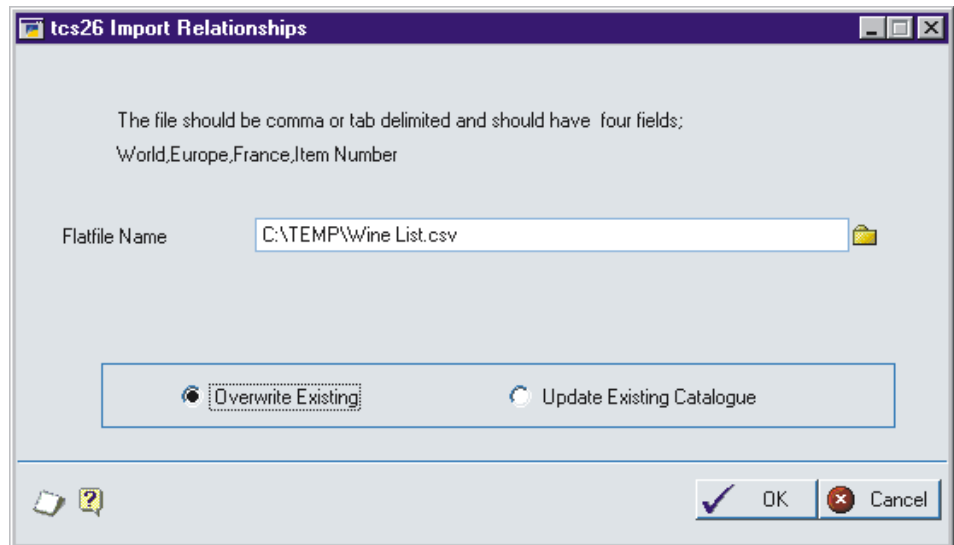 tcs26 Import Relationships
The file should be comma or tab delimited and should have four fields;
World,Europe,France,Item Number
Flatfile Name C:\TEMP\Wine List.csv
Overwrite Existing Update Existing Catalogue
? OK Cancel